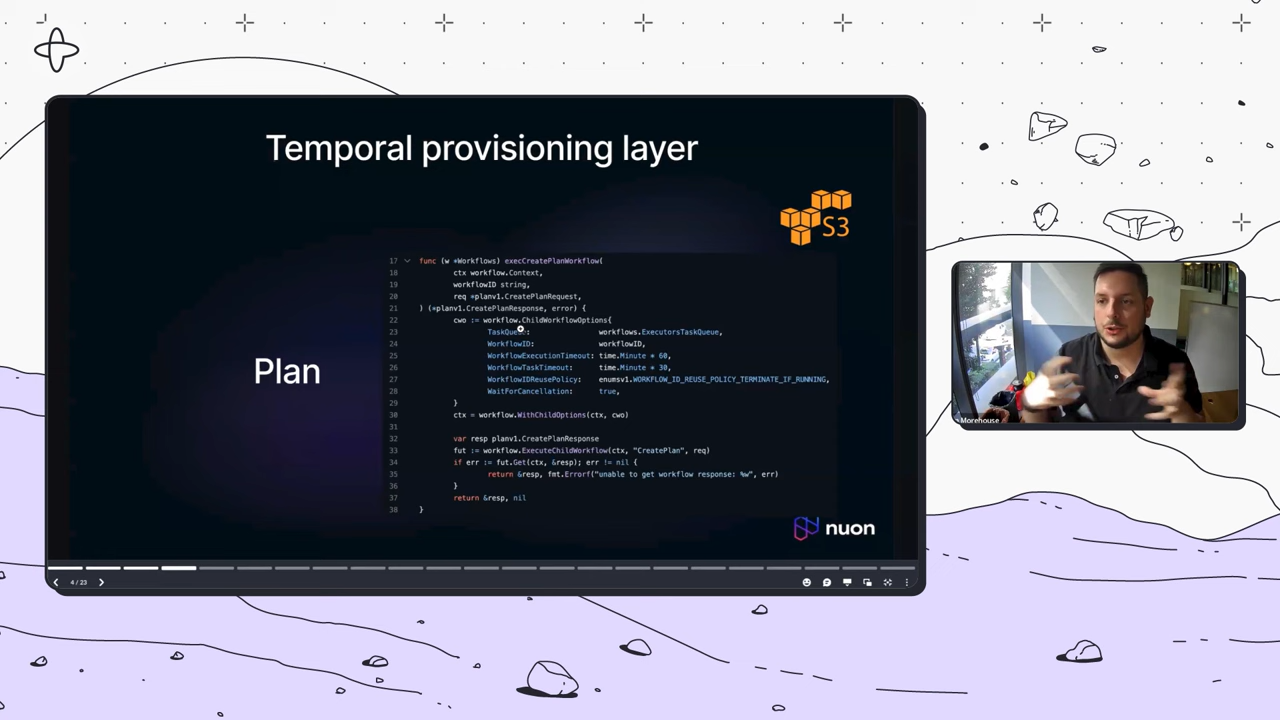 Temporal provisioning layer
S3
Plan
17 func (w *Workflows) execCreatePlanWorkflow(
18 ctx workflow.Context,
19 workflowID string,
20 req *planv1.CreatePlanRequest,
21 ) (*planv1.CreatePlanResponse, error) {
22 cwo := workflow.ChildWorkflowOptions{
23 TaskQueue: workflows.ExecutorsTaskQueue,
24 WorkflowID: workflowID,
25 WorkflowExecutionTimeout: time.Minute * 60,
26 WorkflowTaskTimeout: time.Minute * 30,
27 WorkflowIDReusePolicy: enumsv1.WORKFLOW_ID_REUSE_POLICY_TERMINATE_IF_RUNNING,
28 WaitForCancellation: true,
29 }
30 ctx = workflow.WithChildOptions(ctx, cwo)
31
32 var resp planv1.CreatePlanResponse
33 fut := workflow.ExecuteChildWorkflow(ctx, "CreatePlan", req)
34 if err := fut.Get(ctx, &resp); err != nil {
35 return &resp, fmt.Errorf("unable to get workflow response: %w", err)
36 }
37 return &resp, nil
38 }
nuon
4 / 23
Morehouse